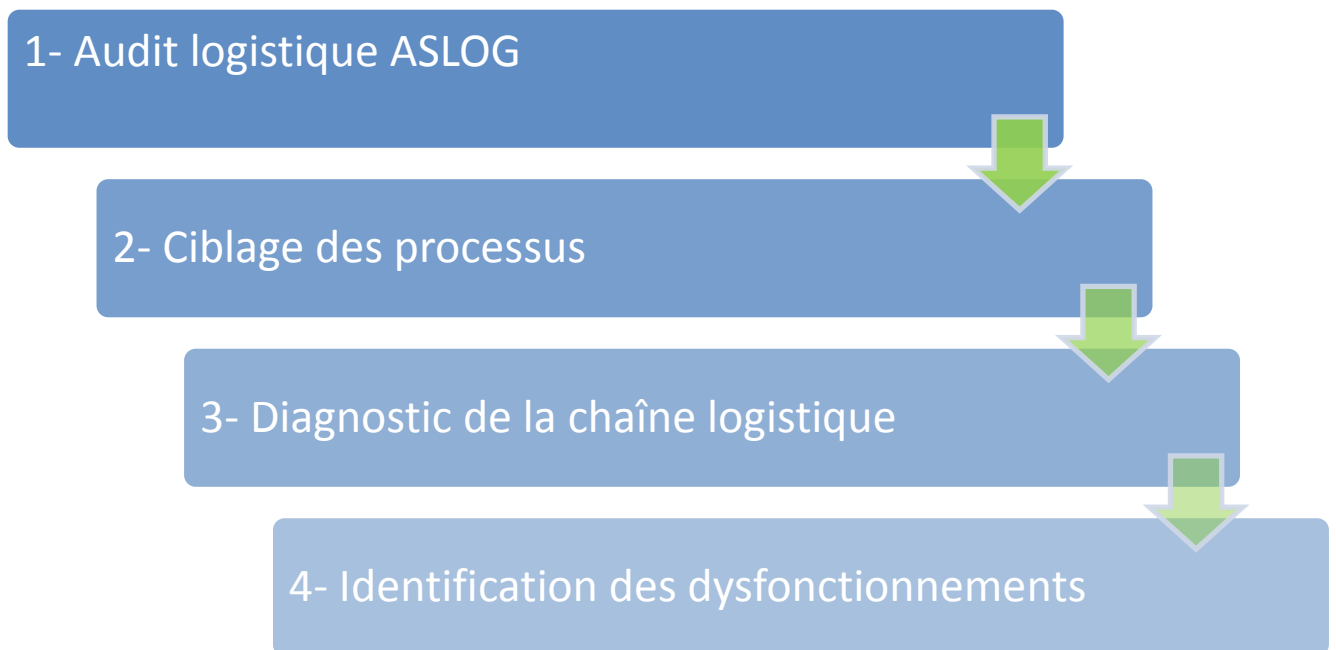 1- Audit logistique ASLOG
2- Ciblage des processus
3- Diagnostic de la chaîne logistique
4- Identification des dysfonctionnements